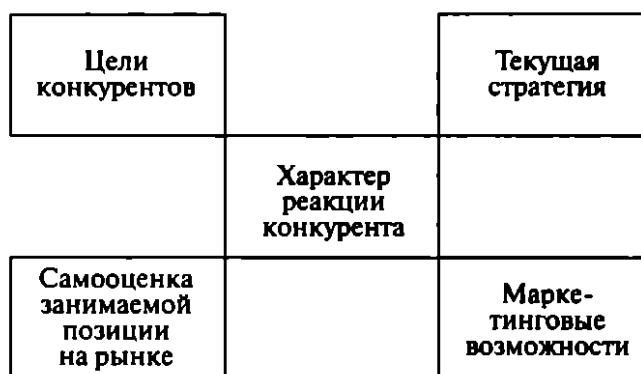 Цели
конкурентов
Текущая
стратегия
Характер
реакции
конкурента
Самооценка
занимаемой
позиции
на рынке
Марке-
тинговые
возможности